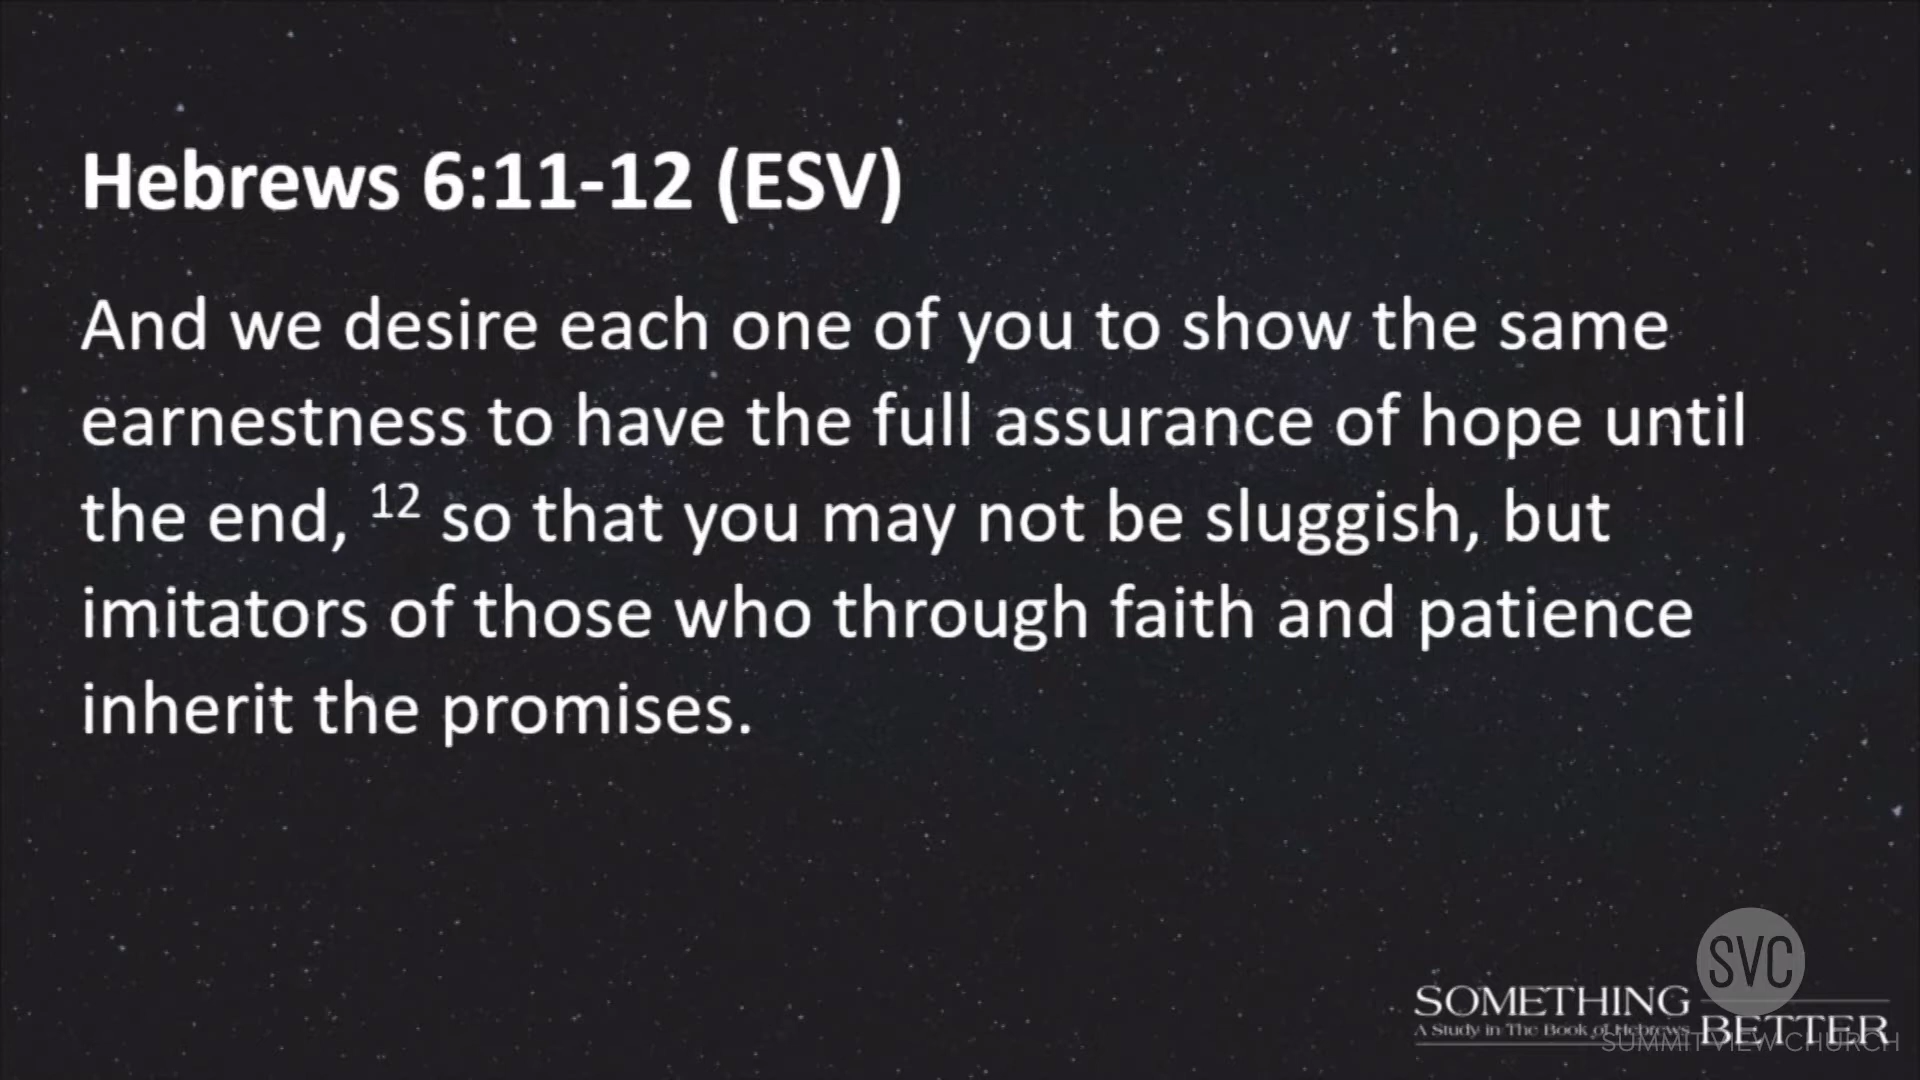 Hebrews 6:11-12 (ESV)
And we desire each one of you to show the same
earnestness to have the full assurance of hope until
the end, 12 so that you may not be sluggish, but
imitators of those who through faith and patience
inherit the promises.
SVC
SOMETHING
A Study in The Book of Hebrews
BETTER
SUMMIT VIEW CHURCH